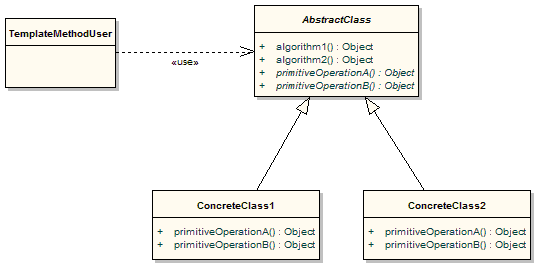 TemplateMethodUser
«use»
AbstractClass
+ algorithm1() : Object
+ algorithm2() : Object
+ primitiveOperationA() : Object
+ primitiveOperationB() : Object
ConcreteClass1
+ primitiveOperationA() : Object
+ primitiveOperationB() : Object
ConcreteClass2
+ primitiveOperationA() : Object
+ primitiveOperationB() : Object